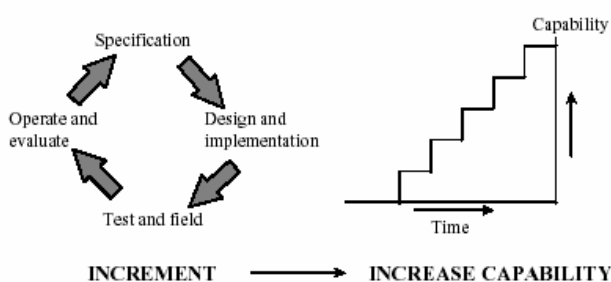 Specification
Design and
implementation
Test and field
Operate and
evaluate
Capability
Time
INCREMENT
INCREASE CAPABILITY